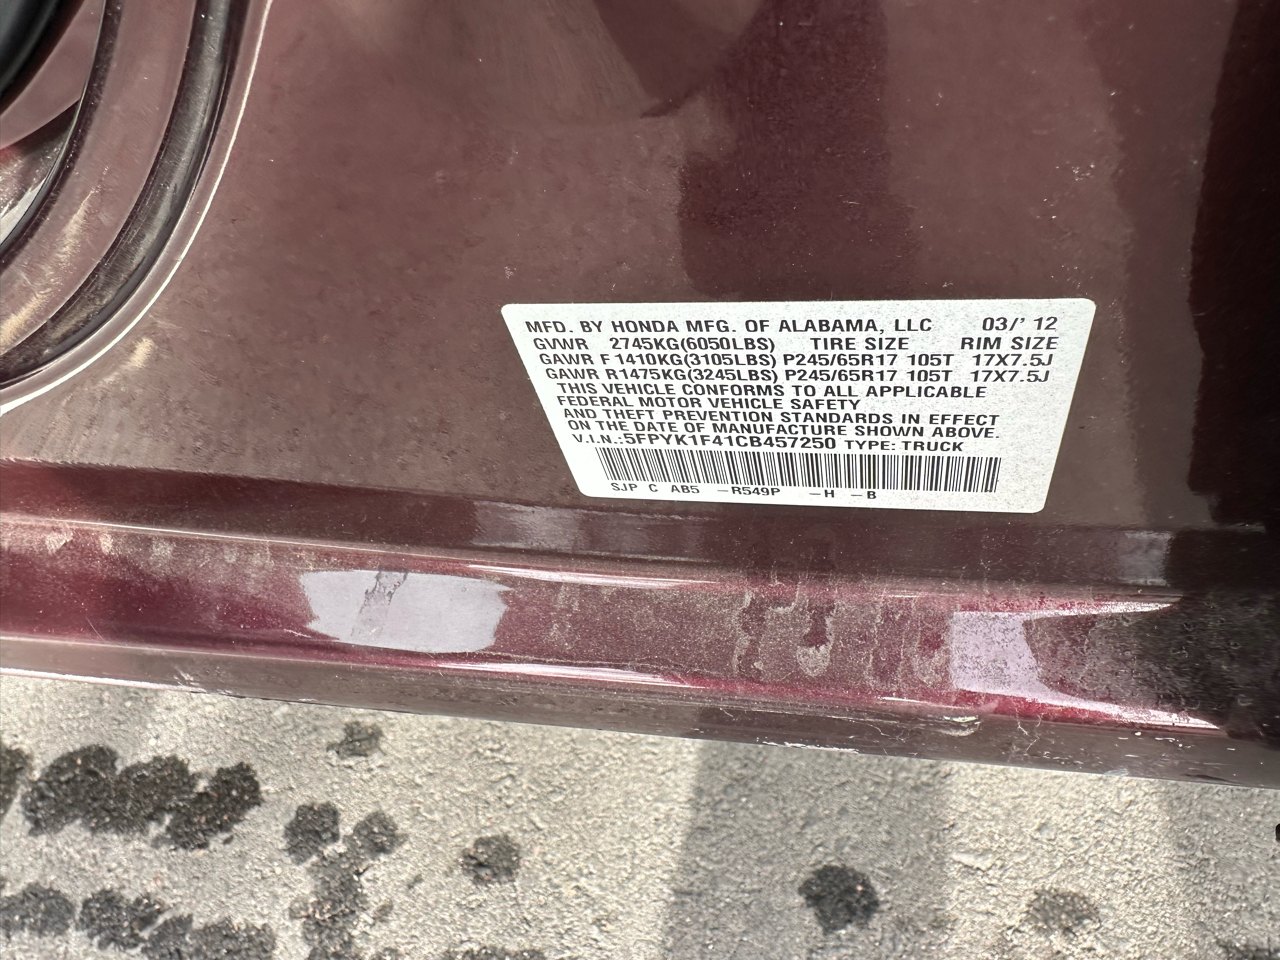 MFD. BY HONDA MFG. OF ALABAMA, LLC 03/'12
GVWR 2745KG(6050LBS) TIRE SIZE RIM SIZE
GAWR F1410KG(3105LBS) P245/65R17 105T 17X7.5J
GAWR R1475KG(3245LBS) P245/65R17 105T 17X7.5J
THIS VEHICLE CONFORMS TO ALL APPLICABLE
FEDERAL MOTOR VEHICLE SAFETY
AND THEFT PREVENTION STANDARDS IN EFFECT
ON THE DATE OF MANUFACTURE SHOWN ABOVE.
V.I.N.:5FPYK1F41CB457250 TYPE: TRUCK
SJP C AB5 –R549P –H –B